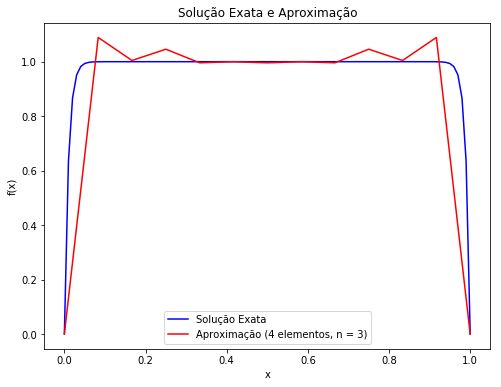 Solução Exata e Aproximação
f(x)
1.0
0.8
0.6
0.4
0.2
0.0
Solução Exata
Aproximação (4 elementos, n = 3)
0.0 0.2 0.4 0.6 0.8 1.0
x